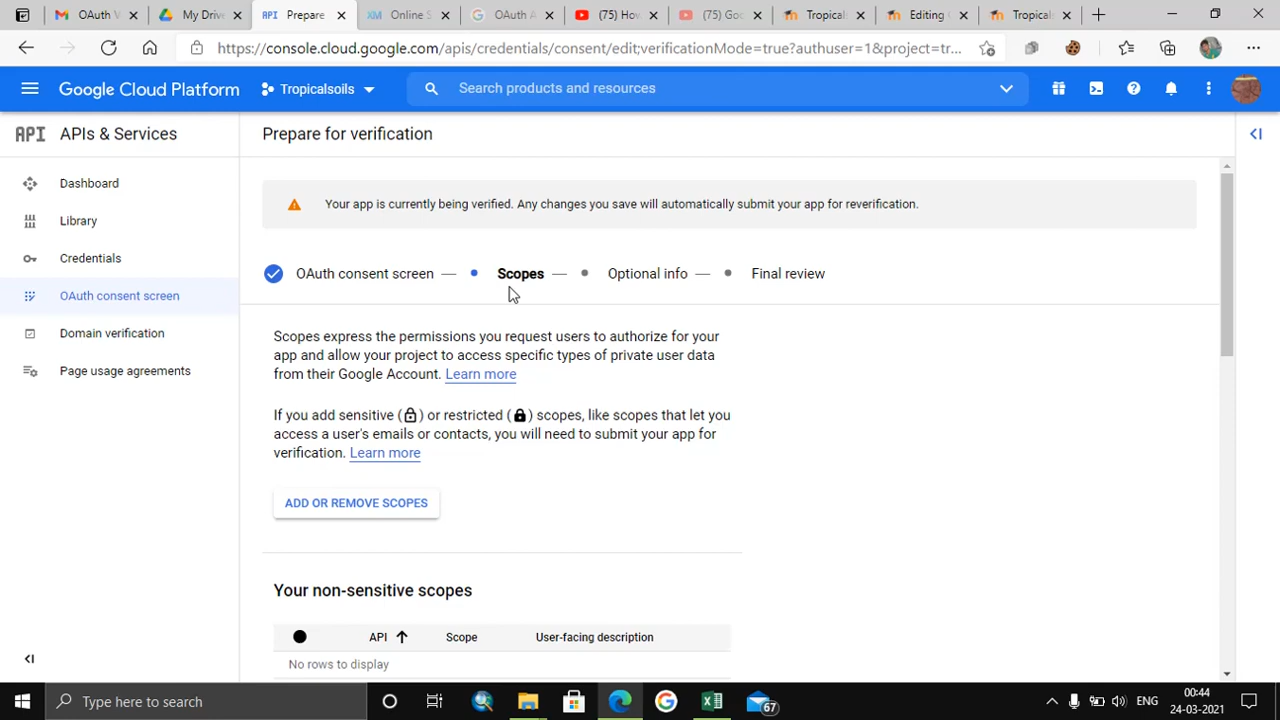 OAuth V
My Drive
Prepare
Online S
OAuth A
(75) How
(75) Goo
Tropicals
Editing C
Tropicals
https://console.cloud.google.com/apis/credentials/consent/edit;verificationMode=true?authuser=1&project=tr...
Google Cloud Platform
Tropicalsoils
Search products and resources
API APIs & Services
Prepare for verification
Dashboard
Library
Credentials
OAuth consent screen
Domain verification
Page usage agreements
Your app is currently being verified. Any changes you save will automatically submit your app for reverification.
OAuth consent screen — Scopes — Optional info — Final review
Scopes express the permissions you request users to authorize for your
app and allow your project to access specific types of private user data
from their Google Account. Learn more
If you add sensitive ( ) or restricted ( ) scopes, like scopes that let you
access a user's emails or contacts, you will need to submit your app for
verification. Learn more
ADD OR REMOVE SCOPES
Your non-sensitive scopes
API Scope User-facing description
No rows to display
Type here to search
67
ENG
00:44
24-03-2021